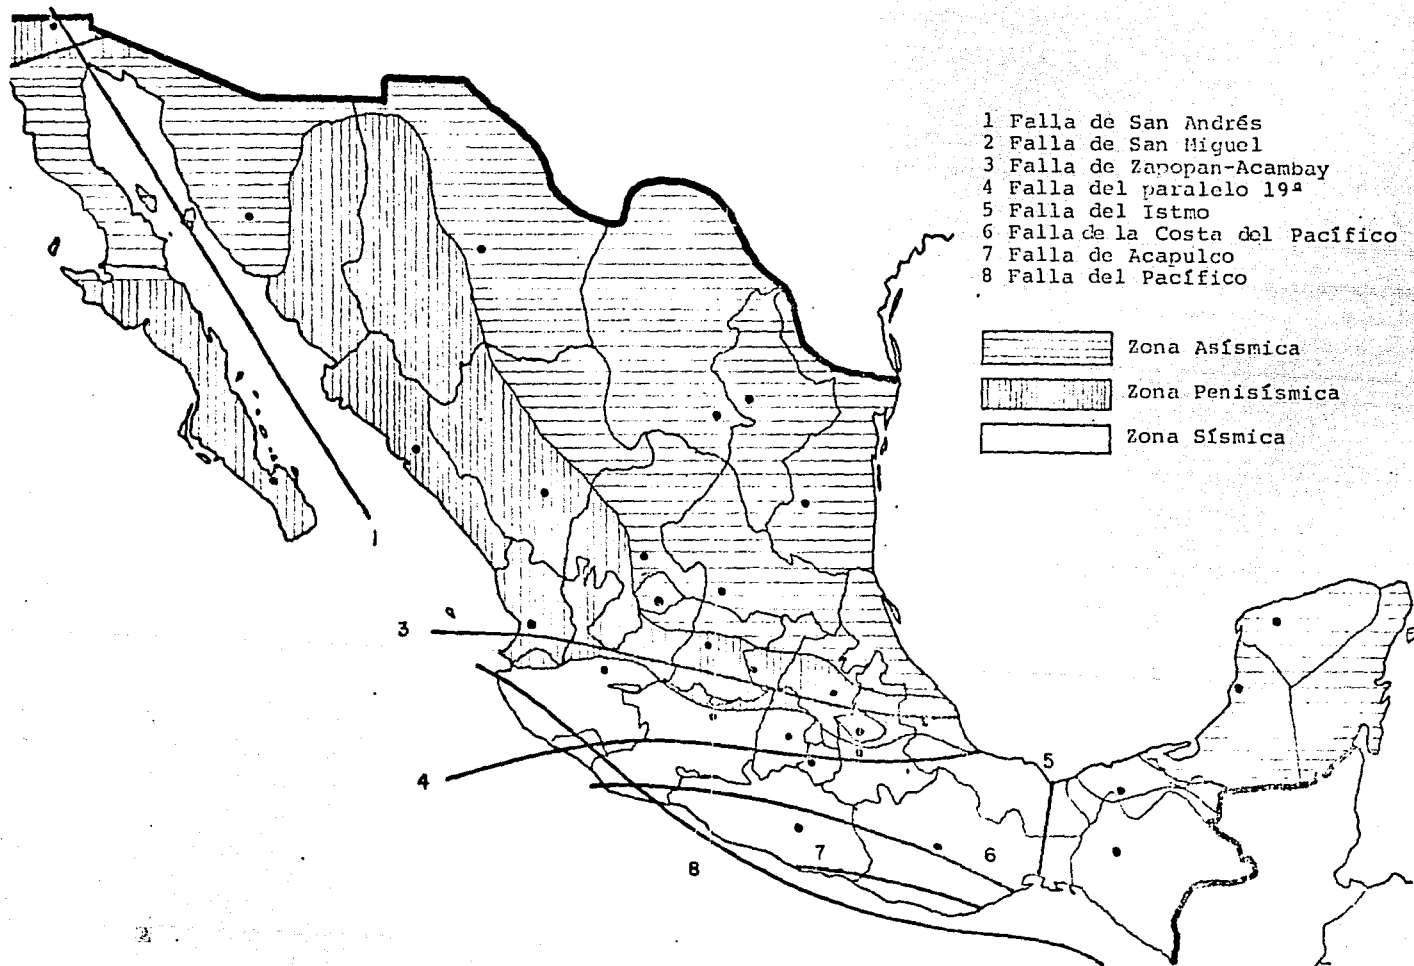 1 Falla de San Andrés
2 Falla de San Miguel
3 Falla de Zapopan-Acambay
4 Falla del paralelo 19ª
5 Falla del Istmo
6 Falla de la Costa del Pacífico
7 Falla de Acapulco
8 Falla del Pacífico
Zona Asísmica
Zona Penisísmica
Zona Sísmica
1
3
4
5
6
7
8
2